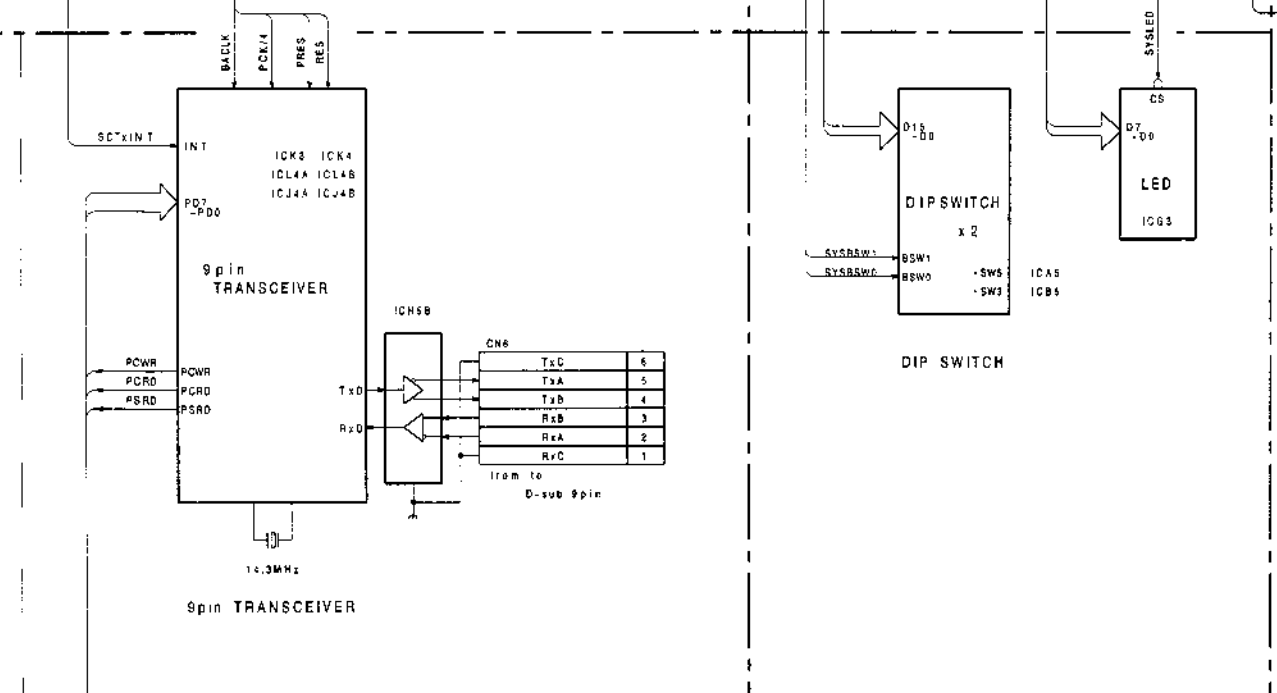 BACLK
PCK/4
PRES
RES
SCTxINT
INT
ICK3 ICK4
ICL4A ICL4B
ICJ4A ICJ4B
PD7
-PD0
9pin
TRANSCEIVER
PCWR
PCRD
PSRD
PCWR
PCRD
PSRD
TxD
RxD
14.3MHz
9pin TRANSCEIVER
CN6
TxC 6
TxA 5
TxB 4
RxB 3
RxA 2
RxC 1
from to
D-sub 9pin
D15
-D0
DIPSWITCH
x2
SYSBSW1
SYSBSW0
BSW1
BSW0
-SW5 ICA5
-SW3 ICB5
DIP SWITCH
SYSLED
CS
D7
-D0
LED
ICG3